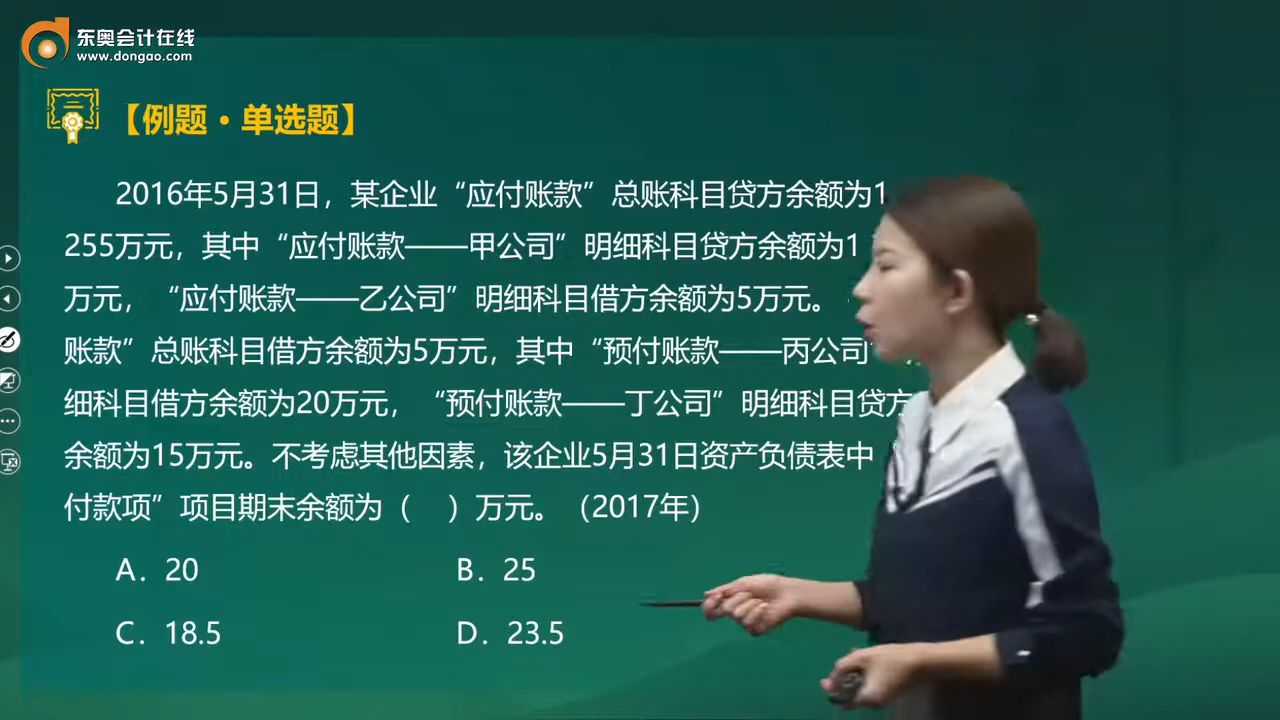 东奥会计在线
www.dongao.com
【例题·单选题】
2016年5月31日，某企业“应付账款”总账科目贷方余额为1
255万元，其中“应付账款——甲公司”明细科目贷方余额为1
万元，“应付账款——乙公司”明细科目借方余额为5万元。
账款”总账科目借方余额为5万元，其中“预付账款——丙公司
细科目借方余额为20万元，“预付账款——丁公司”明细科目贷方
余额为15万元。不考虑其他因素，该企业5月31日资产负债表中
付款项”项目期末余额为（ ）万元。（2017年）
A．20 B．25
C．18.5 D．23.5